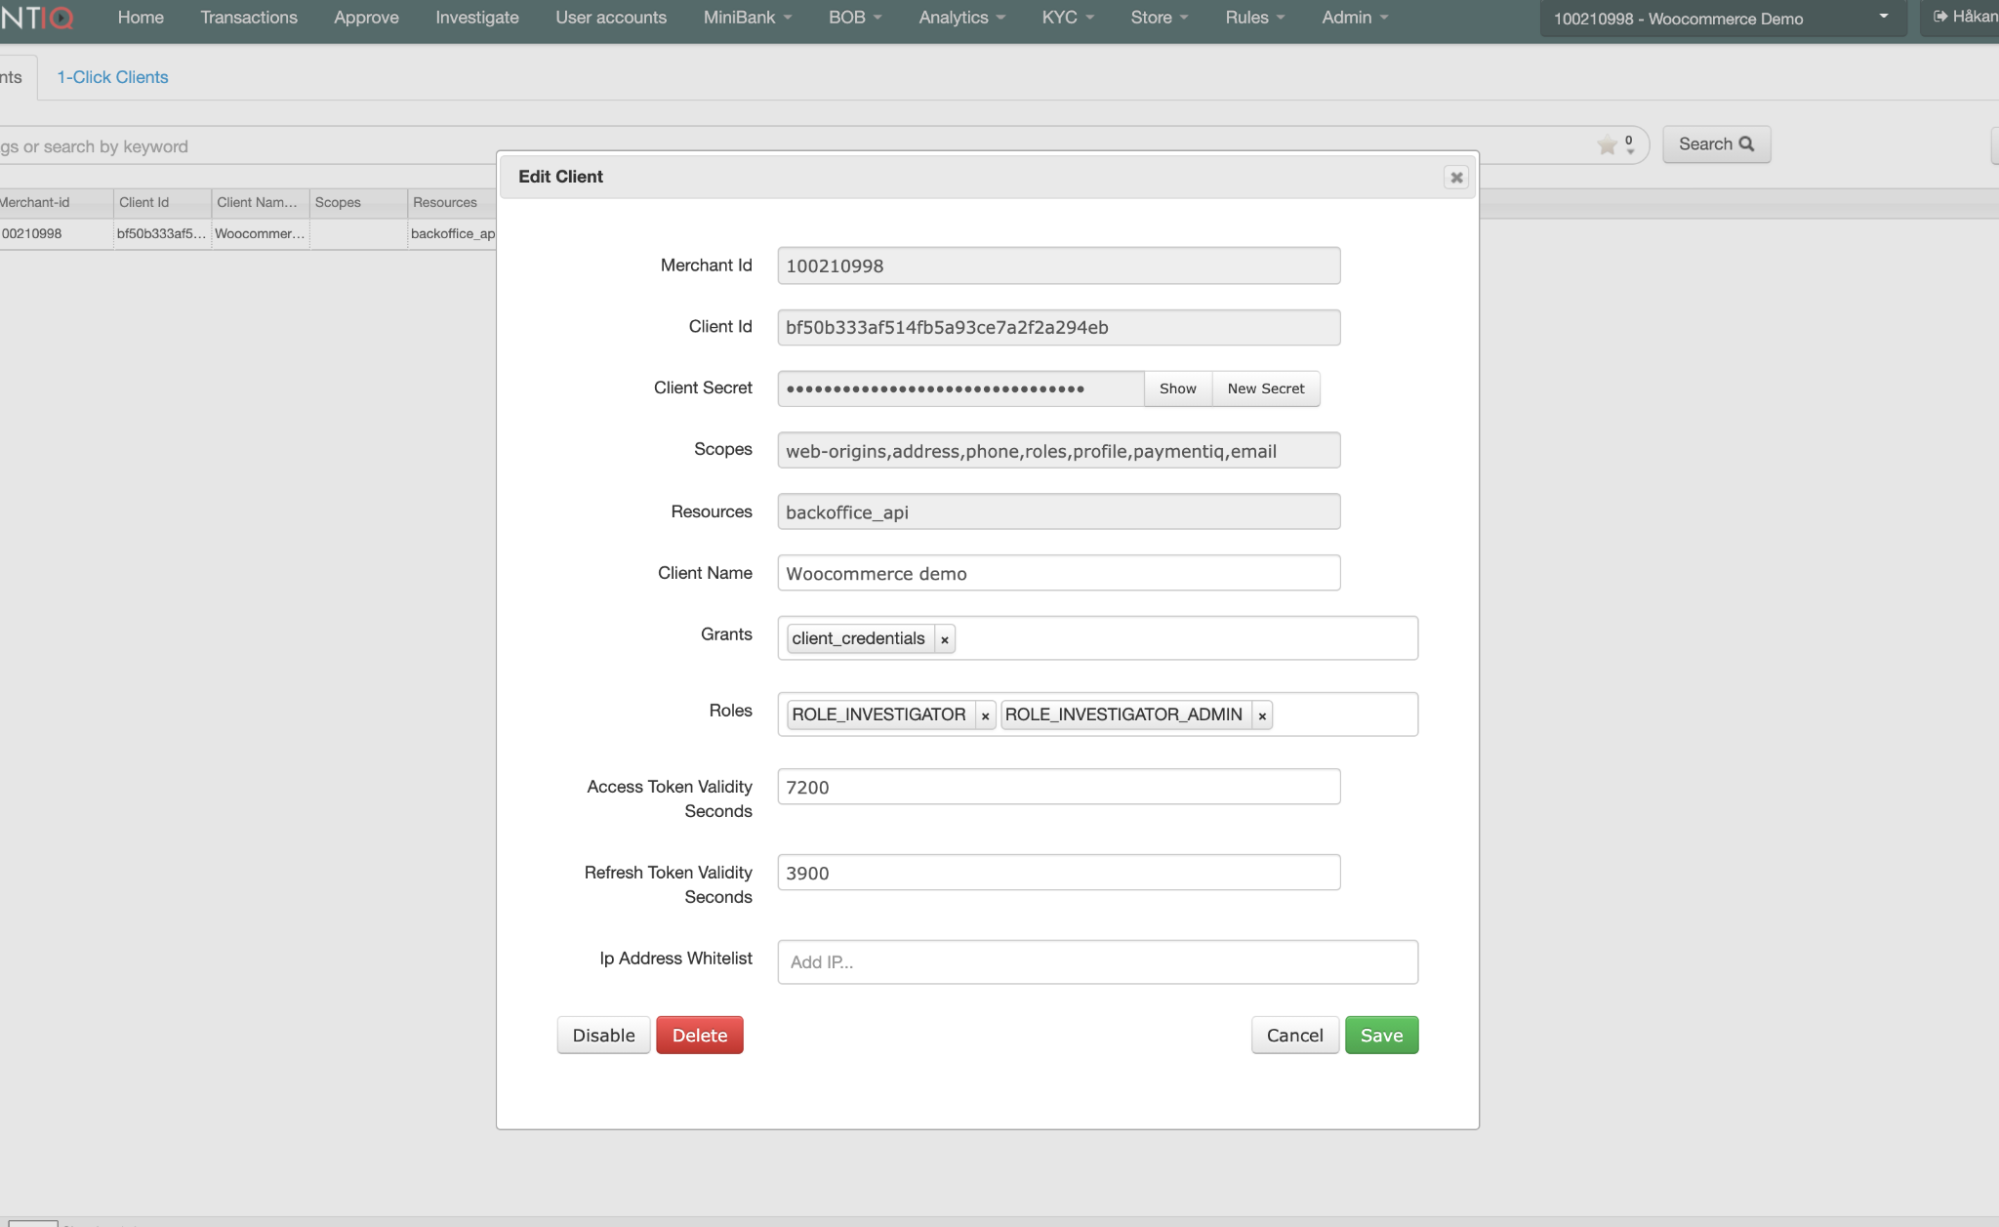 NTIQ Home Transactions Approve Investigate User accounts MiniBank BOB Analytics KYC Store Rules Admin 100210998 - Woocommerce Demo Håkan
nts 1-Click Clients
gs or search by keyword 0 Search
Merchant-id Client Id Client Nam... Scopes Resources
00210998 bf50b333af5... Woocommer... backoffice_ap
Edit Client
Merchant Id 100210998
Client Id bf50b333af514fb5a93ce7a2f2a294eb
Client Secret •••••••••••••••••••••••••••••••• Show New Secret
Scopes web-origins,address,phone,roles,profile,paymentiq,email
Resources backoffice_api
Client Name Woocommerce demo
Grants client_credentials ×
Roles ROLE_INVESTIGATOR × ROLE_INVESTIGATOR_ADMIN ×
Access Token Validity 7200
Seconds
Refresh Token Validity 3900
Seconds
Ip Address Whitelist Add IP...
Disable Delete Cancel Save